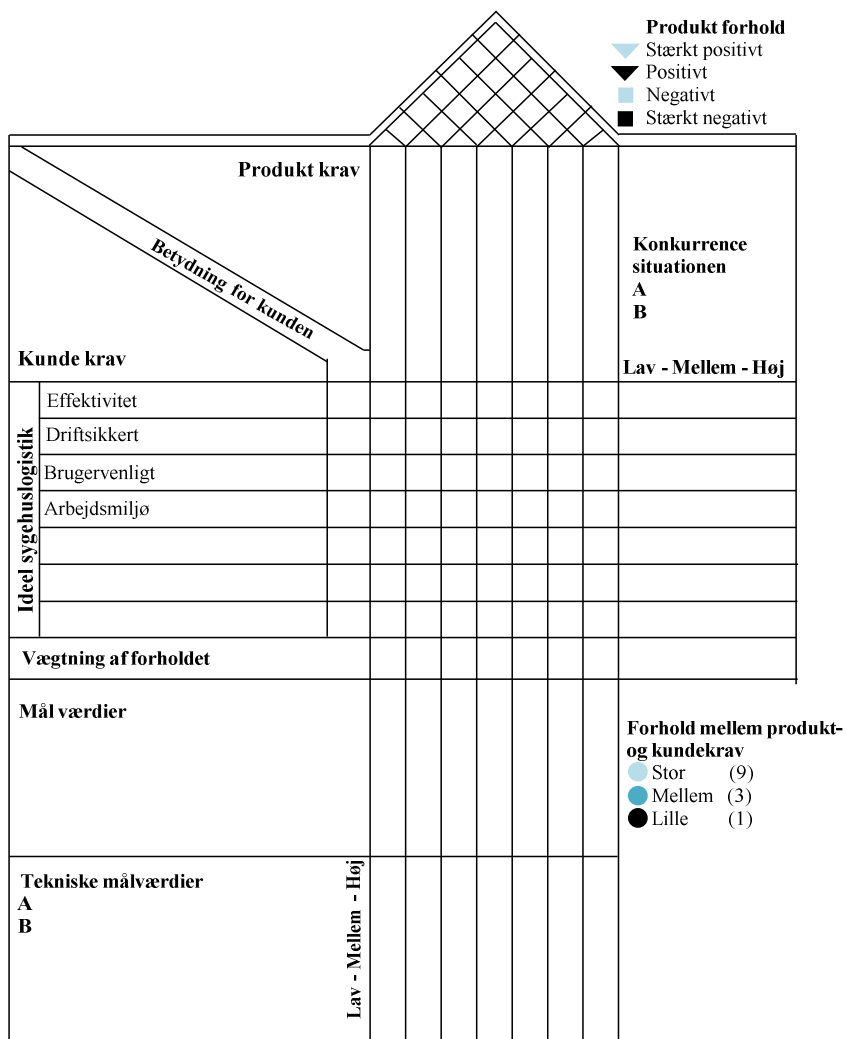 Produkt forhold
Stærkt positivt
Positivt
Negativt
Stærkt negativt
Produkt krav
Betydning for kunden
Kunde krav
Konkurrence
situationen
A
B
Lav - Mellem - Høj
Ideel sygehuslogistik
Effektivitet
Driftsikkert
Brugervenligt
Arbejdsmiljø
Vægtning af forholdet
Mål værdier
Forhold mellem produkt-
og kundekrav
Stor (9)
Mellem (3)
Lille (1)
Tekniske målværdier
A
B
Lav - Mellem - Høj